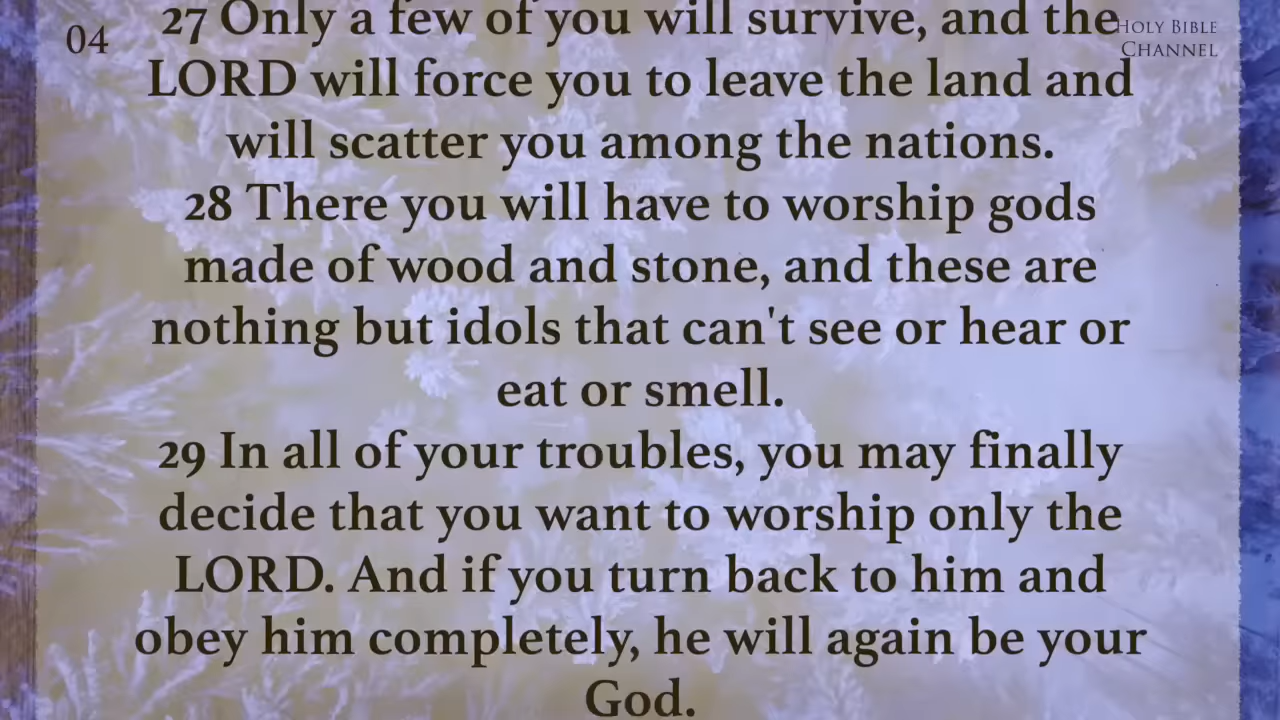 04
HOLY BIBLE
CHANNEL
27 Only a few of you will survive, and the
LORD will force you to leave the land and
will scatter you among the nations.
28 There you will have to worship gods
made of wood and stone, and these are
nothing but idols that can't see or hear or
eat or smell.
29 In all of your troubles, you may finally
decide that you want to worship only the
LORD. And if you turn back to him and
obey him completely, he will again be your
God.